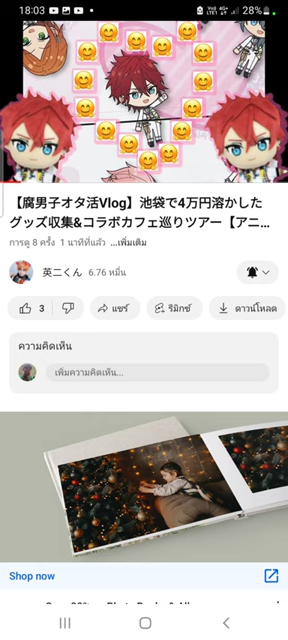 18:03
28%
【腐男子オタ活Vlog】池袋で4万円溶かした
グッズ収集&コラボカフェ巡りツアー【アニ...
การดู 8 ครั้ง 1 นาทีที่แล้ว ...เพิ่มเติม
英二くん 6.76 หมื่น
3 แชร์ รีมิกซ์ ดาวน์โหลด
ความคิดเห็น
เพิ่มความคิดเห็น...
Shop now